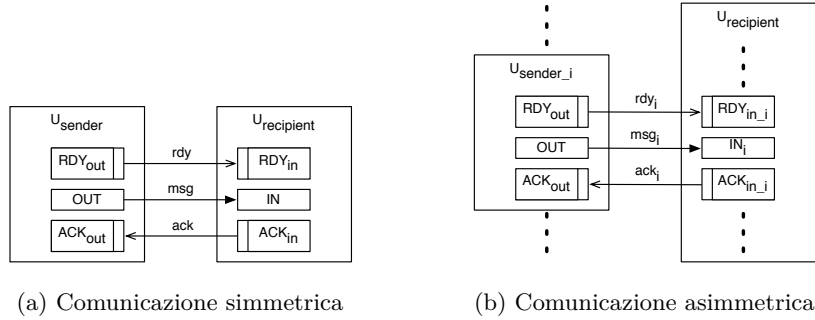 U_sender
U_recipient
RDY_out
rdy
RDY_in
OUT
msg
IN
ACK_out
ack
ACK_in
(a) Comunicazione simmetrica
U_recipient
U_sender_i
RDY_out
rdy_i
RDY_in_i
OUT
msg_i
IN_i
ACK_out
ack_i
ACK_in_i
(b) Comunicazione asimmetrica